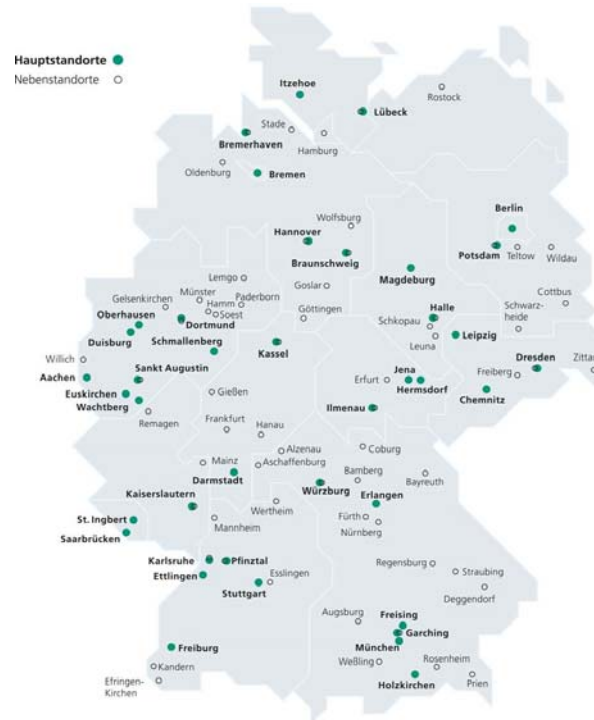 Hauptstandorte
Nebenstandorte
Itzehoe
Rostock
Lübeck
Stade
Hamburg
Bremerhaven
Oldenburg
Bremen
Wolfsburg
Berlin
Hannover
Potsdam
Teltow
Wildau
Braunschweig
Magdeburg
Lemgo
Goslar
Cottbus
Münster
Gelsenkirchen
Hamm
Paderborn
Göttingen
Halle
Schwarz-
heide
Oberhausen
Soest
Dortmund
Schkopau
Leipzig
Duisburg
Schmallenberg
Leuna
Kassel
Willich
Dresden
Sankt Augustin
Jena
Zittau
Aachen
Erfurt
Freiberg
Euskirchen
Hermsdorf
Chemnitz
Wachtberg
Gießen
Ilmenau
Remagen
Frankfurt
Hanau
Alzenau
Coburg
Mainz
Aschaffenburg
Bamberg
Bayreuth
Darmstadt
Würzburg
Kaiserslautern
Erlangen
Wertheim
St. Ingbert
Fürth
Mannheim
Nürnberg
Saarbrücken
Karlsruhe
Pfinztal
Regensburg
Straubing
Ettlingen
Esslingen
Stuttgart
Deggendorf
Augsburg
Freising
Garching
Freiburg
München
Kandern
Weßling
Rosenheim
Efringen-
Kirchen
Holzkirchen
Prien